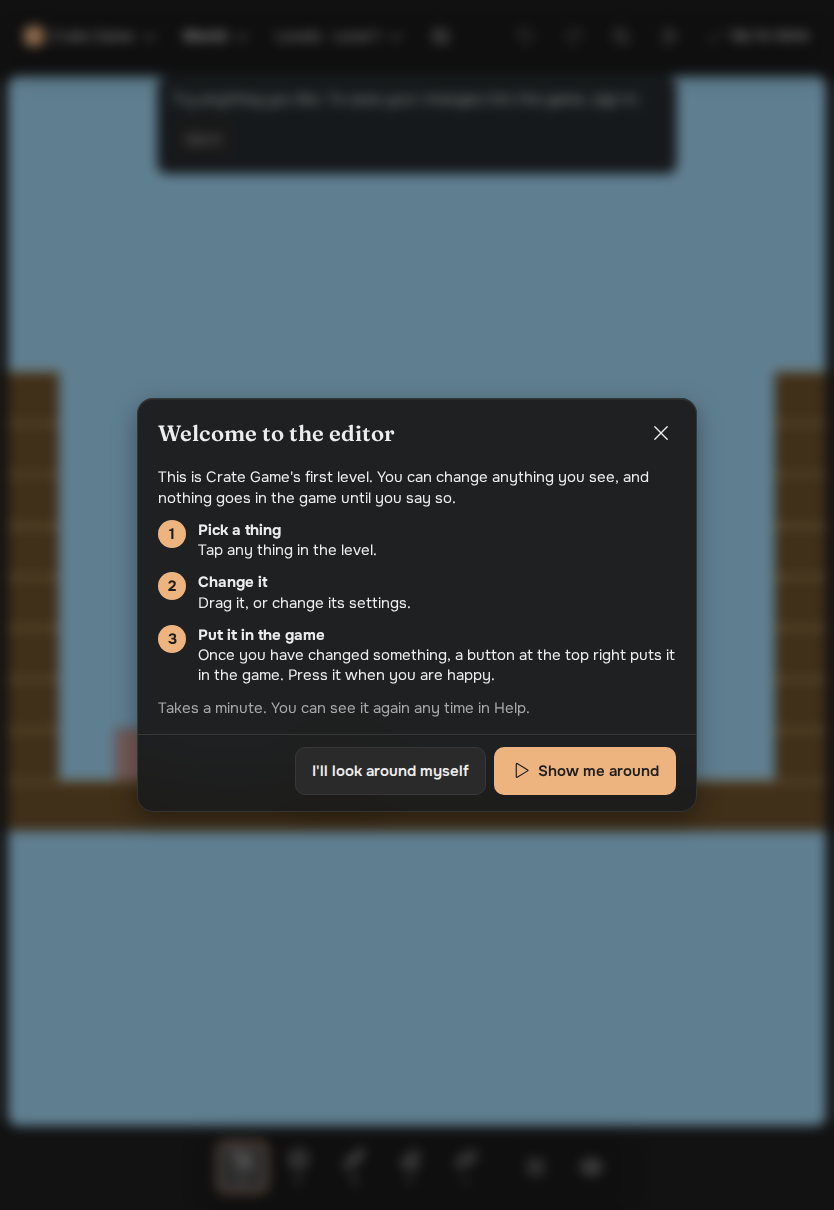 Welcome to the editor
This is Crate Game's first level. You can change anything you see, and
nothing goes in the game until you say so.
1
Pick a thing
Tap any thing in the level.
2
Change it
Drag it, or change its settings.
3
Put it in the game
Once you have changed something, a button at the top right puts it
in the game. Press it when you are happy.
Takes a minute. You can see it again any time in Help.
I'll look around myself
Show me around